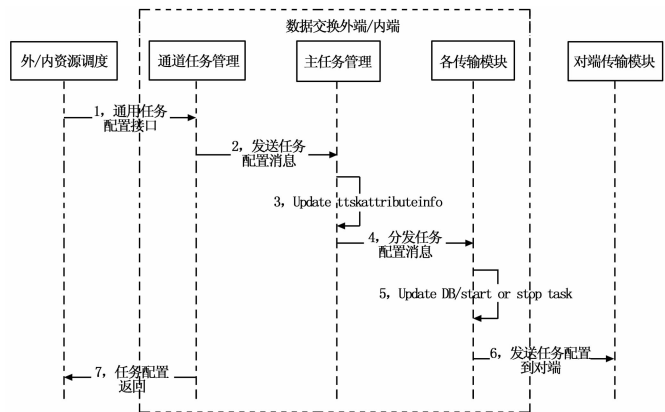 数据交换外端/内端
外/内资源调度
通道任务管理
主任务管理
各传输模块
对端传输模块
1，通用任务
配置接口
2，发送任务
配置消息
3，Update ttskattributeinfo
4，分发任务
配置消息
5，Update DB/start or stop task
6，发送任务配置
到对端
7，任务配置
返回